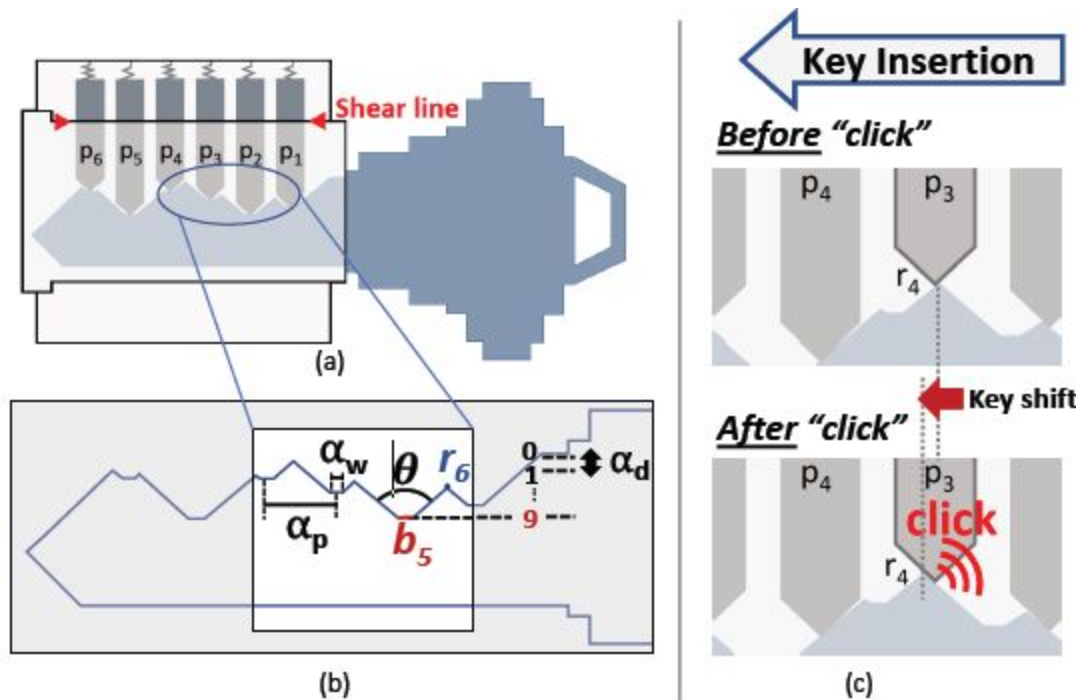 Shear line
p6 p5 p4 p3 p2 p1
(a)
αw θ r6
αp
b5
0
1
9
αd
(b)
Key Insertion
Before “click”
p4 p3
r4
Key shift
After “click”
p4 p3
click
r4
(c)